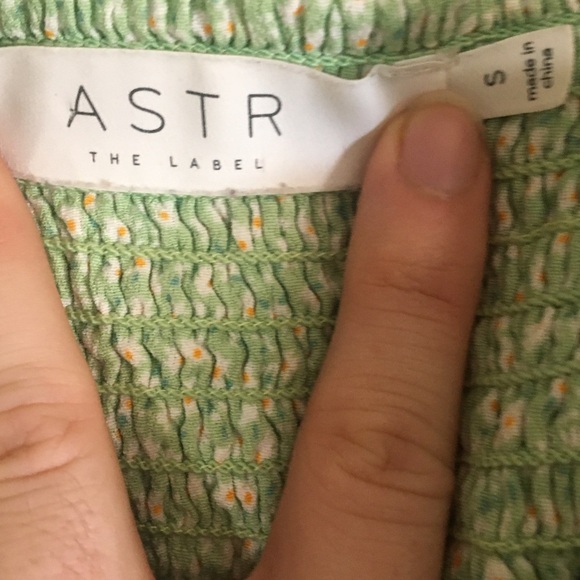 ASTR
THE LABEL
S
made in
china